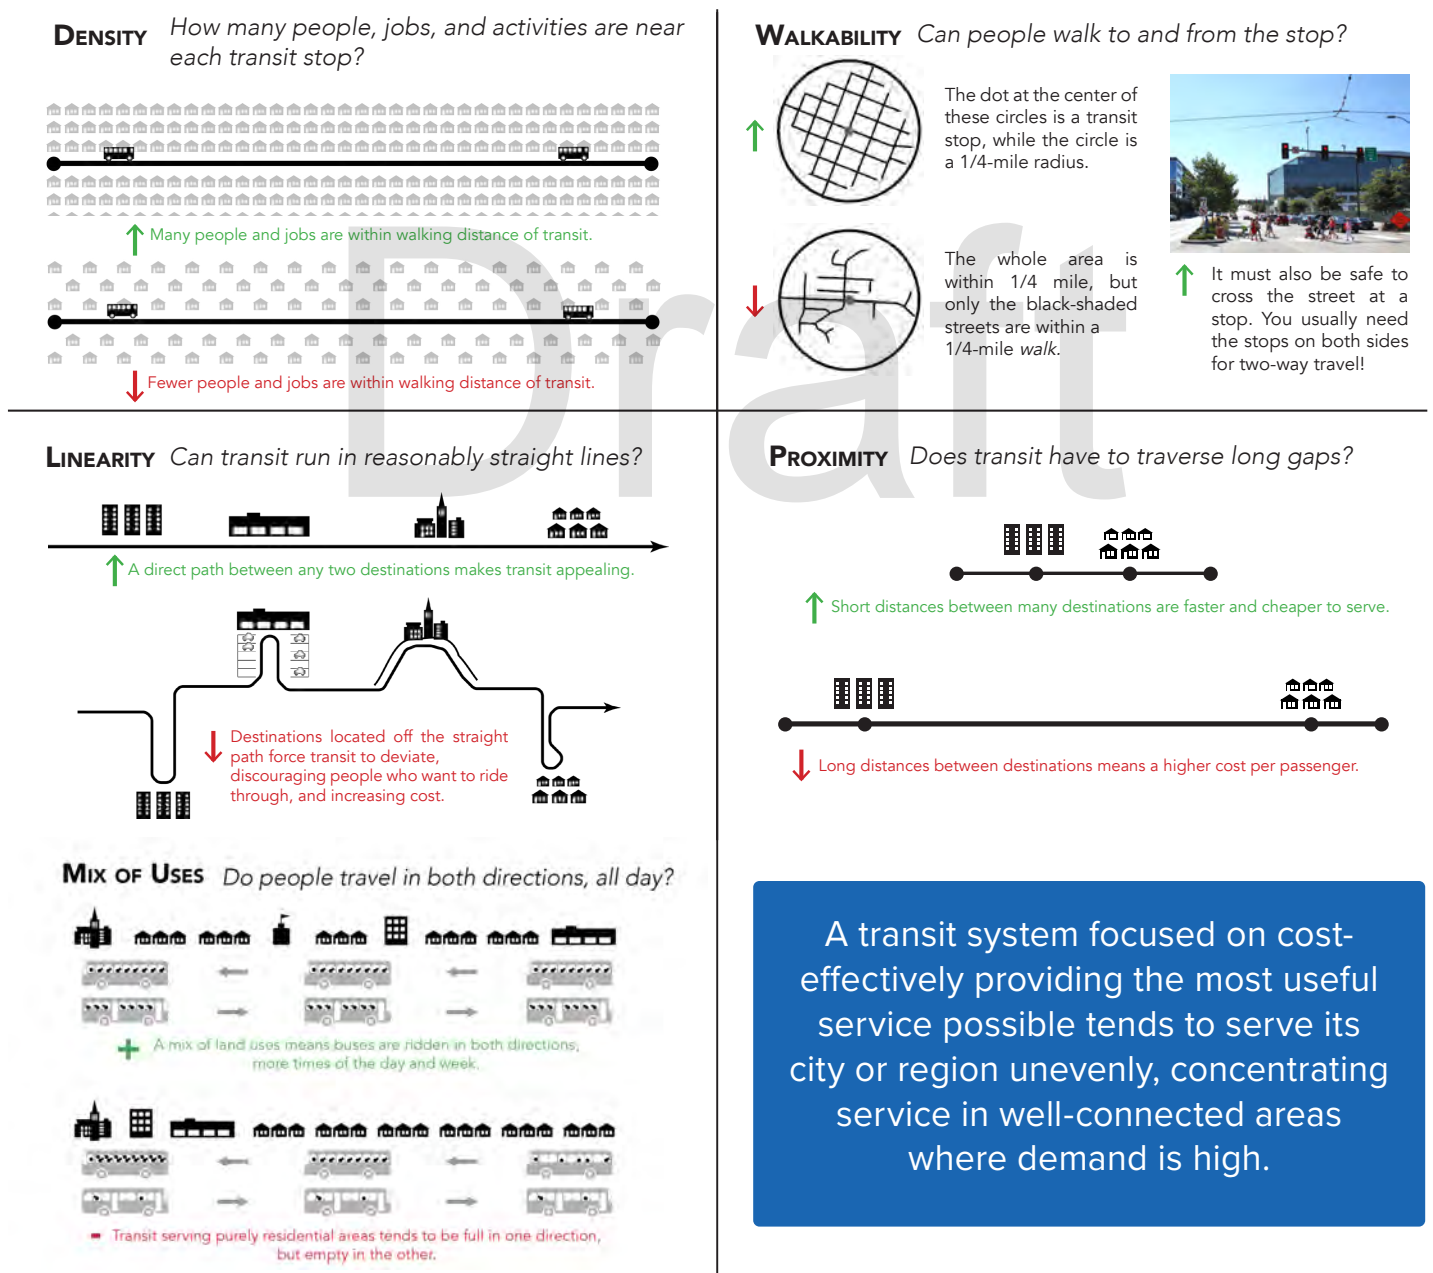 DENSITY How many people, jobs, and activities are near
each transit stop?
Many people and jobs are within walking distance of transit.
Fewer people and jobs are within walking distance of transit.
WALKABILITY Can people walk to and from the stop?
The dot at the center of
these circles is a transit
stop, while the circle is
a 1/4-mile radius.
The whole area is
within 1/4 mile, but
only the black-shaded
streets are within a
1/4-mile walk.
It must also be safe to
cross the street at a
stop. You usually need
the stops on both sides
for two-way travel!
Draft
LINEARITY Can transit run in reasonably straight lines?
A direct path between any two destinations makes transit appealing.
Destinations located off the straight
path force transit to deviate,
discouraging people who want to ride
through, and increasing cost.
PROXIMITY Does transit have to traverse long gaps?
Short distances between many destinations are faster and cheaper to serve.
Long distances between destinations means a higher cost per passenger.
MIX OF USES Do people travel in both directions, all day?
+ A mix of land uses means buses are ridden in both directions,
more times of the day and week.
- Transit serving purely residential areas tends to be full in one direction,
but empty in the other.
A transit system focused on cost-
effectively providing the most useful
service possible tends to serve its
city or region unevenly, concentrating
service in well-connected areas
where demand is high.